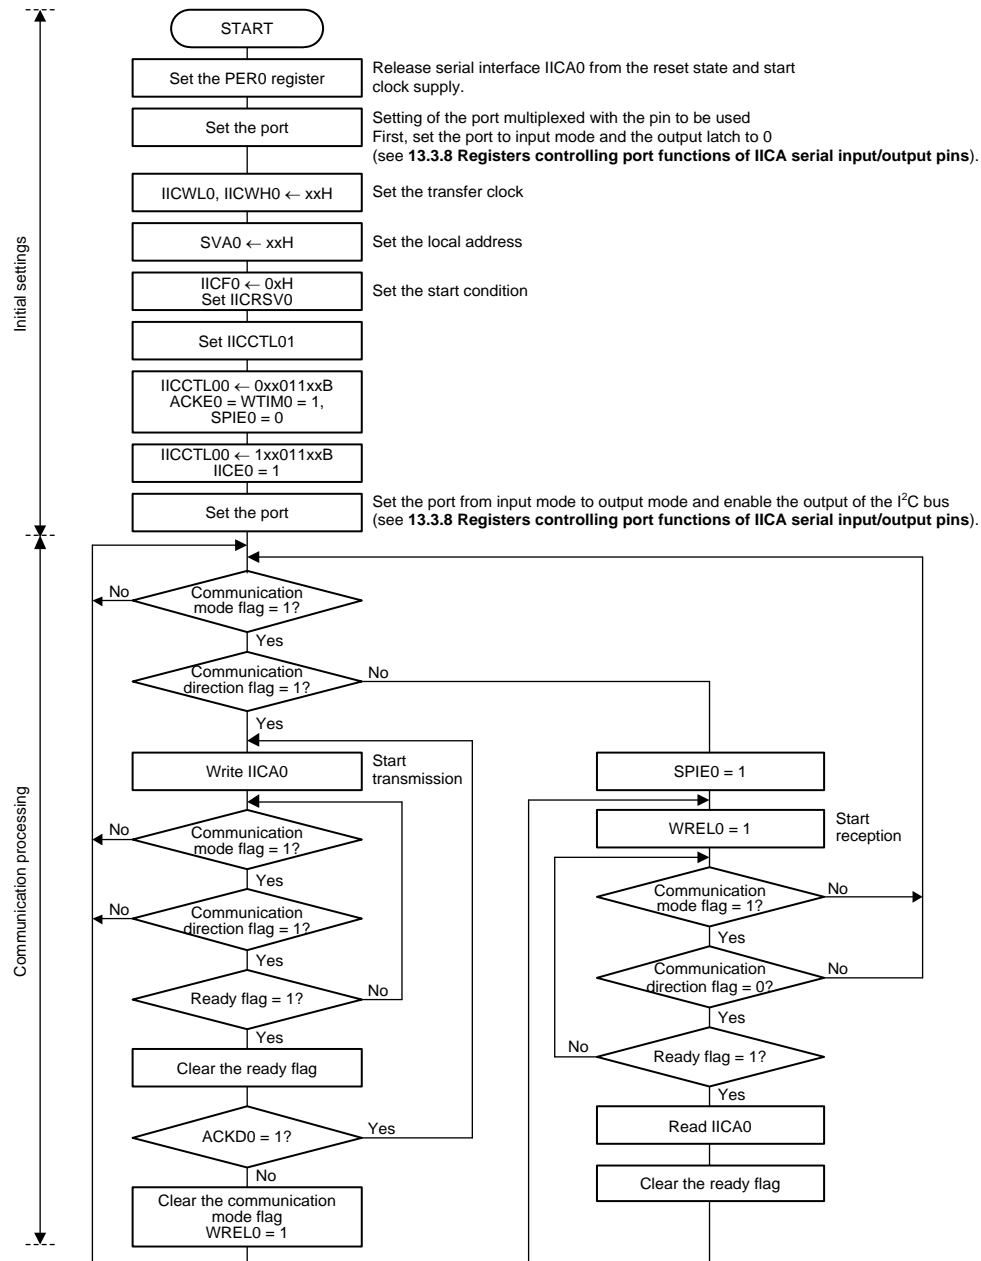 START
Set the PER0 register
Release serial interface IICA0 from the reset state and start
clock supply.
Set the port
Setting of the port multiplexed with the pin to be used
First, set the port to input mode and the output latch to 0
(see 13.3.8 Registers controlling port functions of IICA serial input/output pins).
IICWL0, IICWH0 ← xxH
Set the transfer clock
SVA0 ← xxH
Set the local address
IICF0 ← 0xH
Set IICRSV0
Set the start condition
Set IICCTL01
IICCTL00 ← 0xx011xxB
ACKE0 = WTIM0 = 1,
SPIE0 = 0
IICCTL00 ← 1xx011xxB
IICE0 = 1
Set the port
Set the port from input mode to output mode and enable the output of the I2C bus
(see 13.3.8 Registers controlling port functions of IICA serial input/output pins).
Initial settings
Communication processing
Communication
mode flag = 1?
No
Yes
Communication
direction flag = 1?
No
Yes
Write IICA0
Start
transmission
Communication
mode flag = 1?
No
Yes
Communication
direction flag = 1?
No
Yes
Ready flag = 1?
No
Yes
Clear the ready flag
ACKD0 = 1?
Yes
No
Clear the communication
mode flag
WREL0 = 1
SPIE0 = 1
WREL0 = 1
Start
reception
Communication
mode flag = 1?
No
Yes
Communication
direction flag = 0?
No
Yes
Ready flag = 1?
No
Yes
Read IICA0
Clear the ready flag